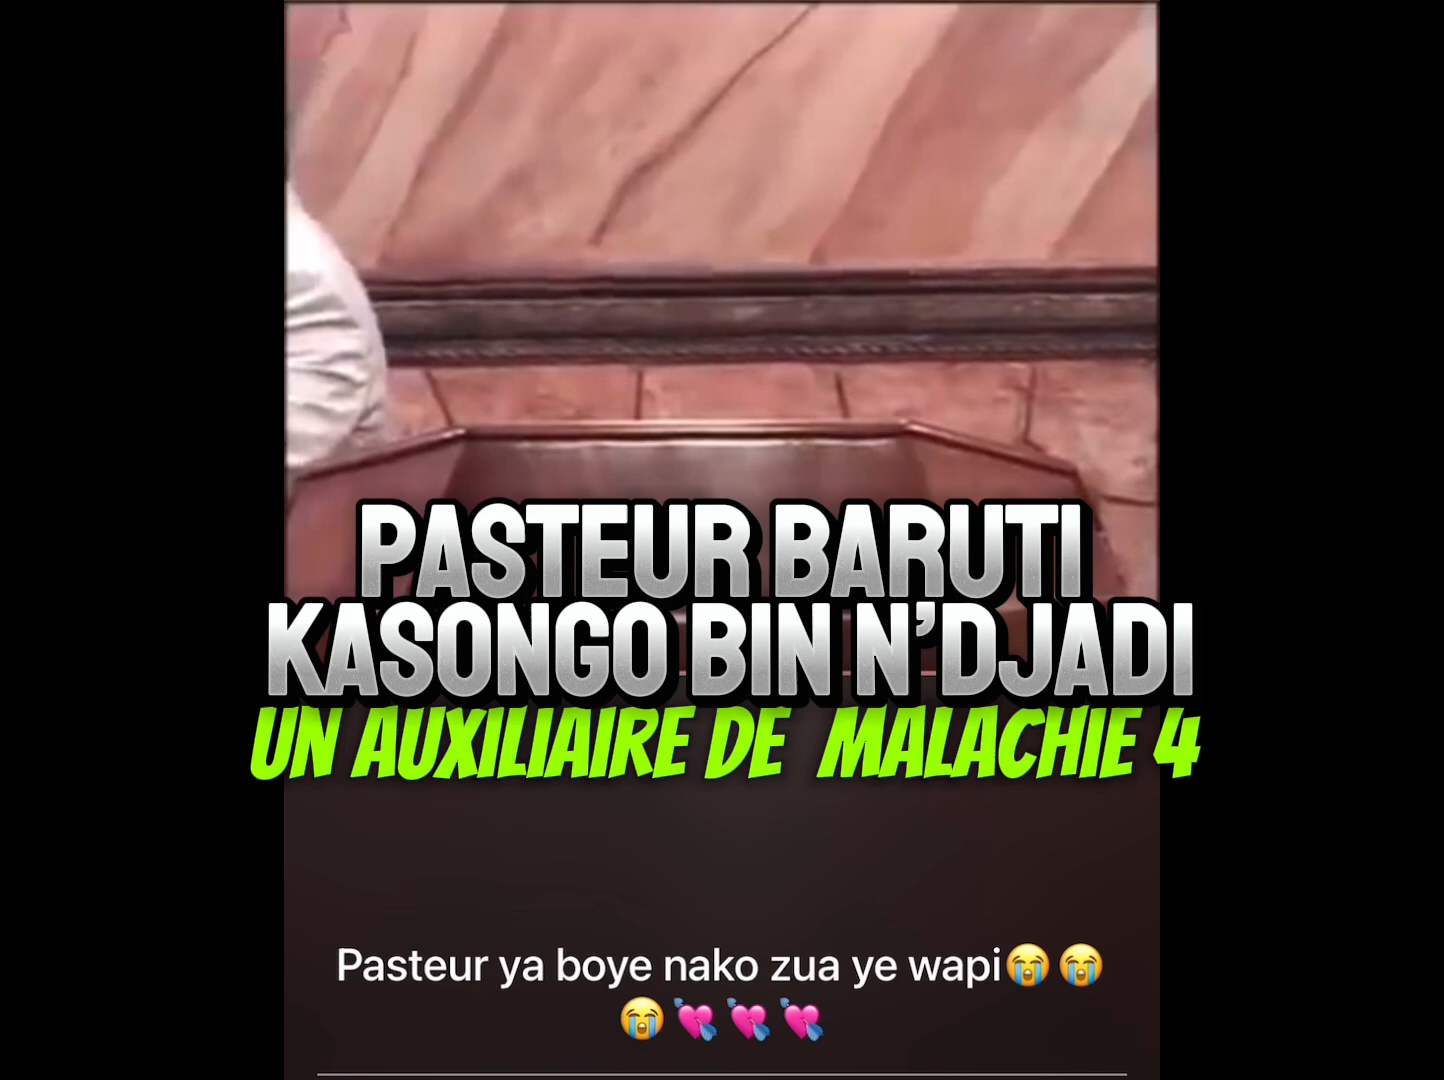 PASTEUR BARUTI
KASONGO BIN N’DJADI
UN AUXILIAIRE DE MALACHIE 4
Pasteur ya boye nako zua ye wapi😭😭
😭💘💘💘